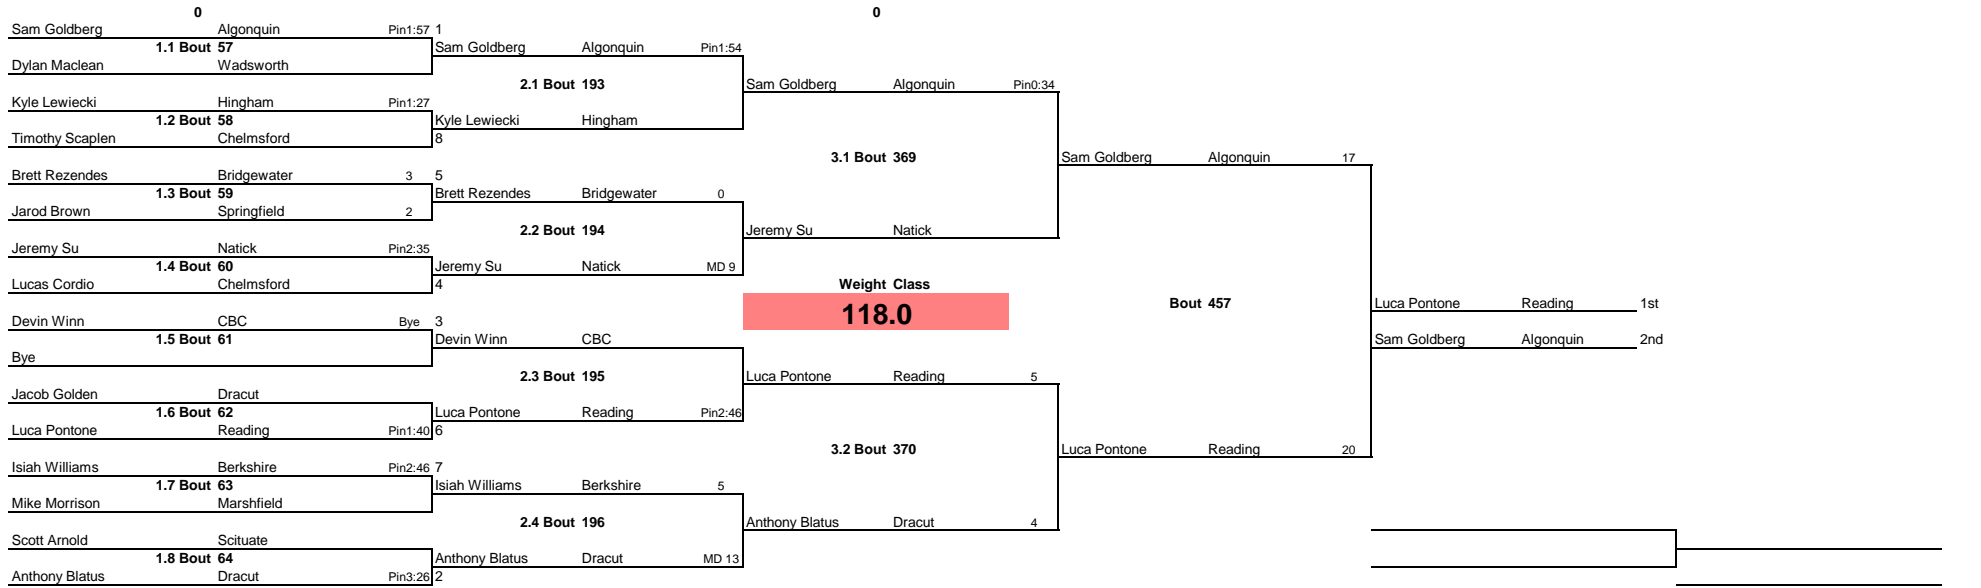 0 0
Sam Goldberg Algonquin Pin1:57 1
1.1 Bout 57 Sam Goldberg Algonquin Pin1:54
Dylan Maclean Wadsworth
2.1 Bout 193 Sam Goldberg Algonquin Pin0:34
Kyle Lewiecki Hingham Pin1:27
1.2 Bout 58 Kyle Lewiecki Hingham
Timothy Scaplen Chelmsford 8
3.1 Bout 369 Sam Goldberg Algonquin 17
Brett Rezendes Bridgewater 3 5
1.3 Bout 59 Brett Rezendes Bridgewater 0
Jarod Brown Springfield 2
2.2 Bout 194 Jeremy Su Natick
Jeremy Su Natick Pin2:35
1.4 Bout 60 Jeremy Su Natick MD 9
Lucas Cordio Chelmsford 4 Weight Class
118.0 Bout 457 Luca Pontone Reading 1st
Devin Winn CBC Bye 3
1.5 Bout 61 Devin Winn CBC Sam Goldberg Algonquin 2nd
Bye
2.3 Bout 195 Luca Pontone Reading 5
Jacob Golden Dracut
1.6 Bout 62 Luca Pontone Reading Pin2:46
Luca Pontone Reading Pin1:40 6
3.2 Bout 370 Luca Pontone Reading 20
Isiah Williams Berkshire Pin2:46 7
1.7 Bout 63 Isiah Williams Berkshire 5
Mike Morrison Marshfield
2.4 Bout 196 Anthony Blatus Dracut 4
Scott Arnold Scituate
1.8 Bout 64 Anthony Blatus Dracut MD 13
Anthony Blatus Dracut Pin3:26 2